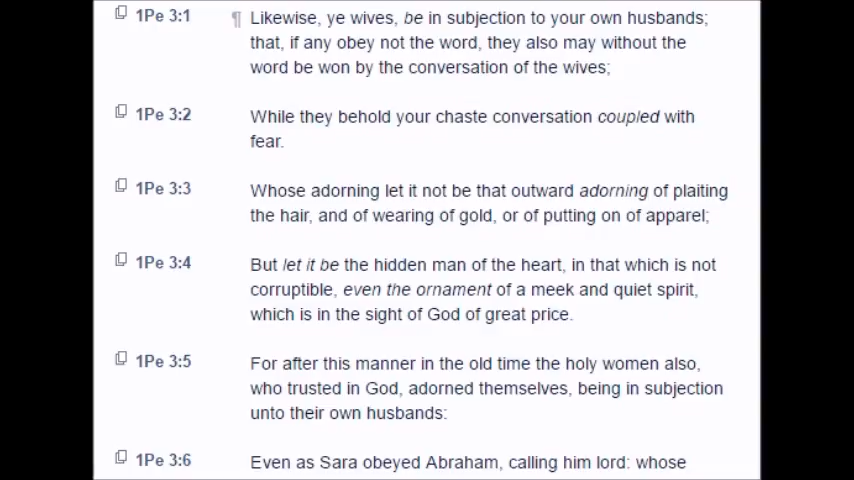 1Pe 3:1 ¶ Likewise, ye wives, be in subjection to your own husbands;
that, if any obey not the word, they also may without the
word be won by the conversation of the wives;
1Pe 3:2 While they behold your chaste conversation coupled with
fear.
1Pe 3:3 Whose adorning let it not be that outward adorning of plaiting
the hair, and of wearing of gold, or of putting on of apparel;
1Pe 3:4 But let it be the hidden man of the heart, in that which is not
corruptible, even the ornament of a meek and quiet spirit,
which is in the sight of God of great price.
1Pe 3:5 For after this manner in the old time the holy women also,
who trusted in God, adorned themselves, being in subjection
unto their own husbands:
1Pe 3:6 Even as Sara obeyed Abraham, calling him lord: whose